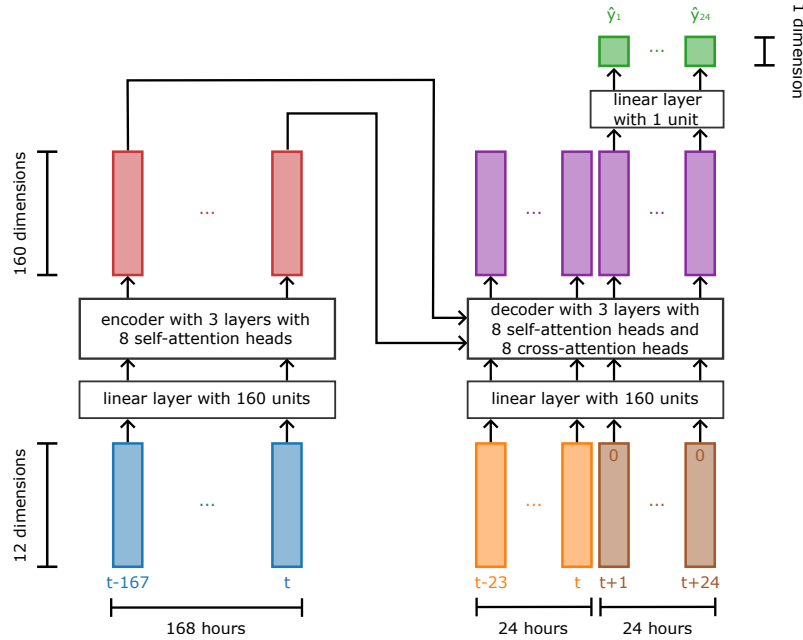 ŷ₁ ... ŷ₂₄
1 dimension
linear layer
with 1 unit
160 dimensions
... ... ...
encoder with 3 layers with
8 self-attention heads
decoder with 3 layers with
8 self-attention heads and
8 cross-attention heads
linear layer with 160 units
linear layer with 160 units
12 dimensions
0 0
... ... ...
t-167 t t-23 t t+1 t+24
168 hours 24 hours 24 hours